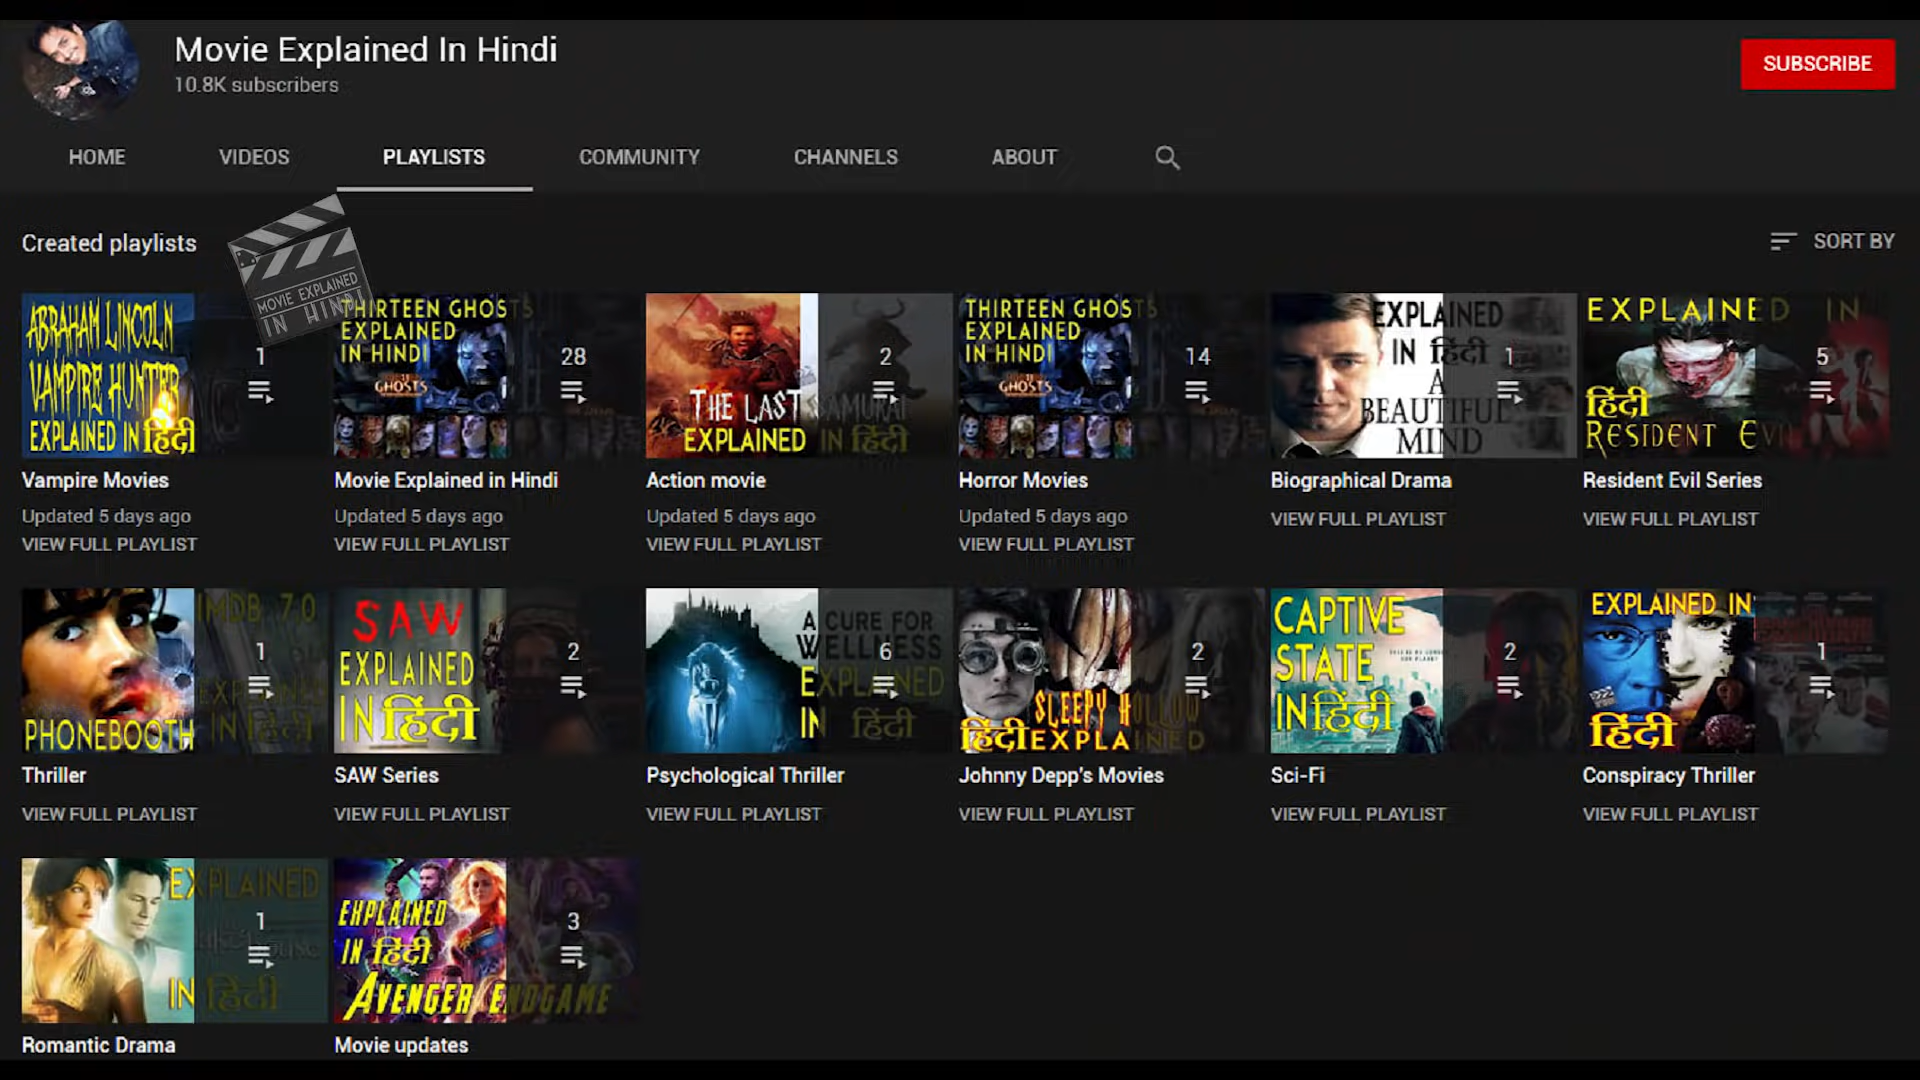 Movie Explained In Hindi
10.8K subscribers
SUBSCRIBE
HOME VIDEOS PLAYLISTS COMMUNITY CHANNELS ABOUT
Created playlists
SORT BY
MOVIE EXPLAINED
IN HINDI
ABRAHAM LINCOLN
VAMPIRE HUNTER
EXPLAINED IN हिंदी
1
Vampire Movies
Updated 5 days ago
VIEW FULL PLAYLIST
THIRTEEN GHOSTS
EXPLAINED
IN HINDI
GHOSTS
28
Movie Explained in Hindi
Updated 5 days ago
VIEW FULL PLAYLIST
THE LAST SAMURAI
EXPLAINED IN हिंदी
2
Action movie
Updated 5 days ago
VIEW FULL PLAYLIST
THIRTEEN GHOSTS
EXPLAINED
IN HINDI
GHOSTS
14
Horror Movies
Updated 5 days ago
VIEW FULL PLAYLIST
EXPLAINED
IN हिंदी
A
BEAUTIFUL
MIND
1
Biographical Drama
VIEW FULL PLAYLIST
EXPLAINED IN
हिंदी
RESIDENT EVIL
5
Resident Evil Series
VIEW FULL PLAYLIST
IMDB 7.0
EXPLAINED
PHONEBOOTH IN हिंदी
1
Thriller
VIEW FULL PLAYLIST
SAW
EXPLAINED
IN हिंदी
2
SAW Series
VIEW FULL PLAYLIST
A CURE FOR
WELLNESS
EXPLAINED
IN हिंदी
6
Psychological Thriller
VIEW FULL PLAYLIST
SLEEPY HOLLOW
हिंदी EXPLAINED
2
Johnny Depp's Movies
VIEW FULL PLAYLIST
CAPTIVE
STATE
IN हिंदी
2
Sci-Fi
VIEW FULL PLAYLIST
EXPLAINED IN
हिंदी
1
Conspiracy Thriller
VIEW FULL PLAYLIST
EXPLAINED
IN हिंदी
1
Romantic Drama
EXPLAINED
IN हिंदी
AVENGER ENDGAME
3
Movie updates